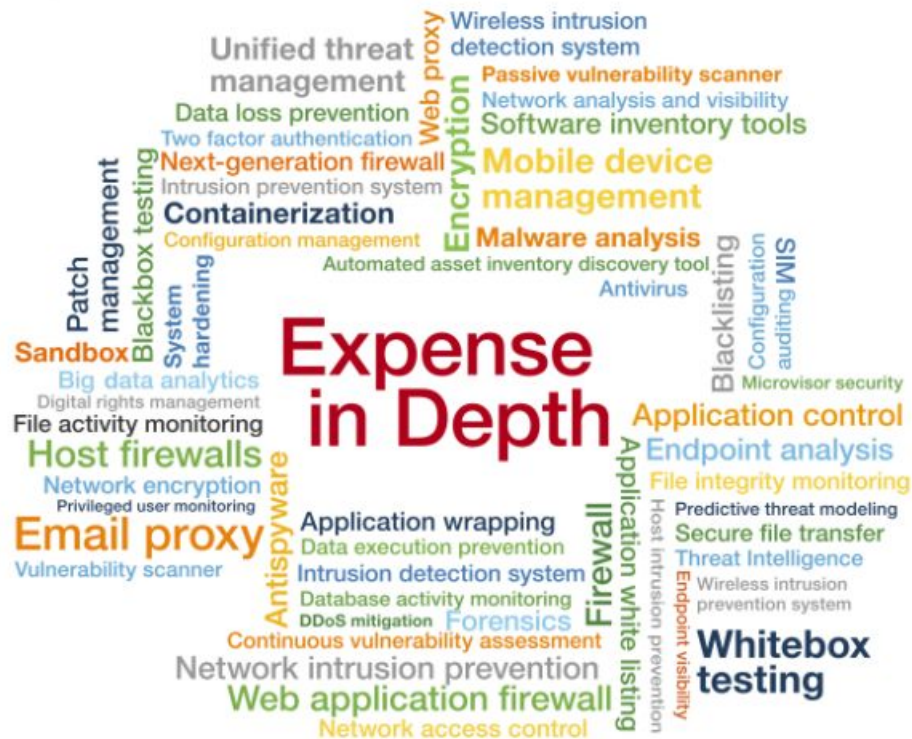 Unified threat
management
Data loss prevention
Two factor authentication
Next-generation firewall
Intrusion prevention system
Containerization
Configuration management
Web proxy
Encryption
Wireless intrusion
detection system
Passive vulnerability scanner
Network analysis and visibility
Software inventory tools
Mobile device
management
Malware analysis
Automated asset inventory discovery tool
Antivirus
Patch
management
Blackbox testing
System
hardening
Sandbox
Big data analytics
Digital rights management
File activity monitoring
Host firewalls
Network encryption
Privileged user monitoring
Email proxy
Vulnerability scanner
Antispyware
Expense
in Depth
Blacklisting
Configuration
auditing
SIM
Microvisor security
Application control
Endpoint analysis
File integrity monitoring
Predictive threat modeling
Secure file transfer
Threat Intelligence
Wireless intrusion
prevention system
Whitebox
testing
Application wrapping
Data execution prevention
Intrusion detection system
Database activity monitoring
DDoS mitigation
Forensics
Continuous vulnerability assessment
Network intrusion prevention
Web application firewall
Network access control
Firewall
Application white listing
Host intrusion prevention
Endpoint visibility